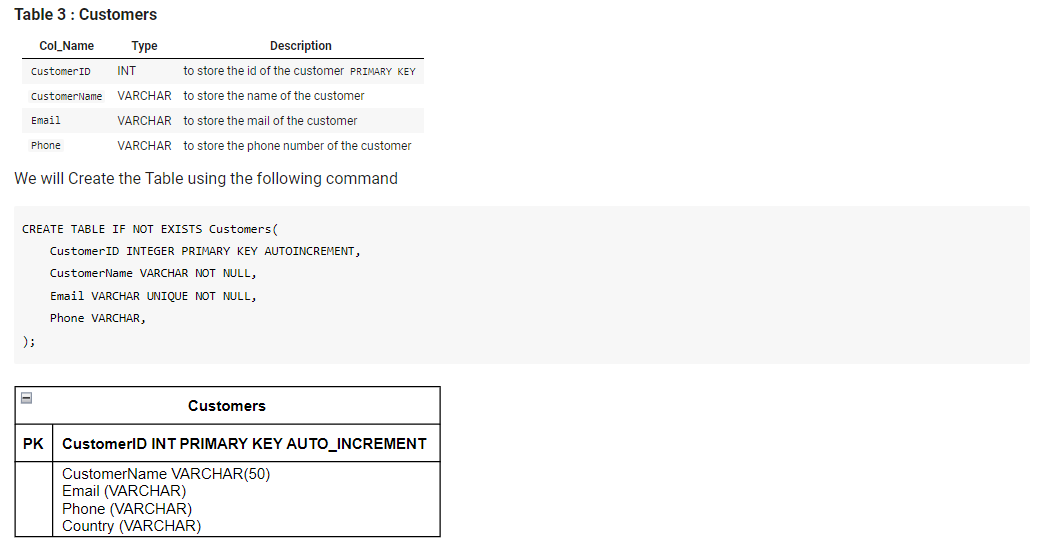 Table 3 : Customers
Col_Name Type Description
CustomerID INT to store the id of the customer PRIMARY KEY
CustomerName VARCHAR to store the name of the customer
Email VARCHAR to store the mail of the customer
Phone VARCHAR to store the phone number of the customer
We will Create the Table using the following command
CREATE TABLE IF NOT EXISTS Customers(
CustomerID INTEGER PRIMARY KEY AUTOINCREMENT,
CustomerName VARCHAR NOT NULL,
Email VARCHAR UNIQUE NOT NULL,
Phone VARCHAR,
);
Customers
PK CustomerID INT PRIMARY KEY AUTO_INCREMENT
CustomerName VARCHAR(50)
Email (VARCHAR)
Phone (VARCHAR)
Country (VARCHAR)